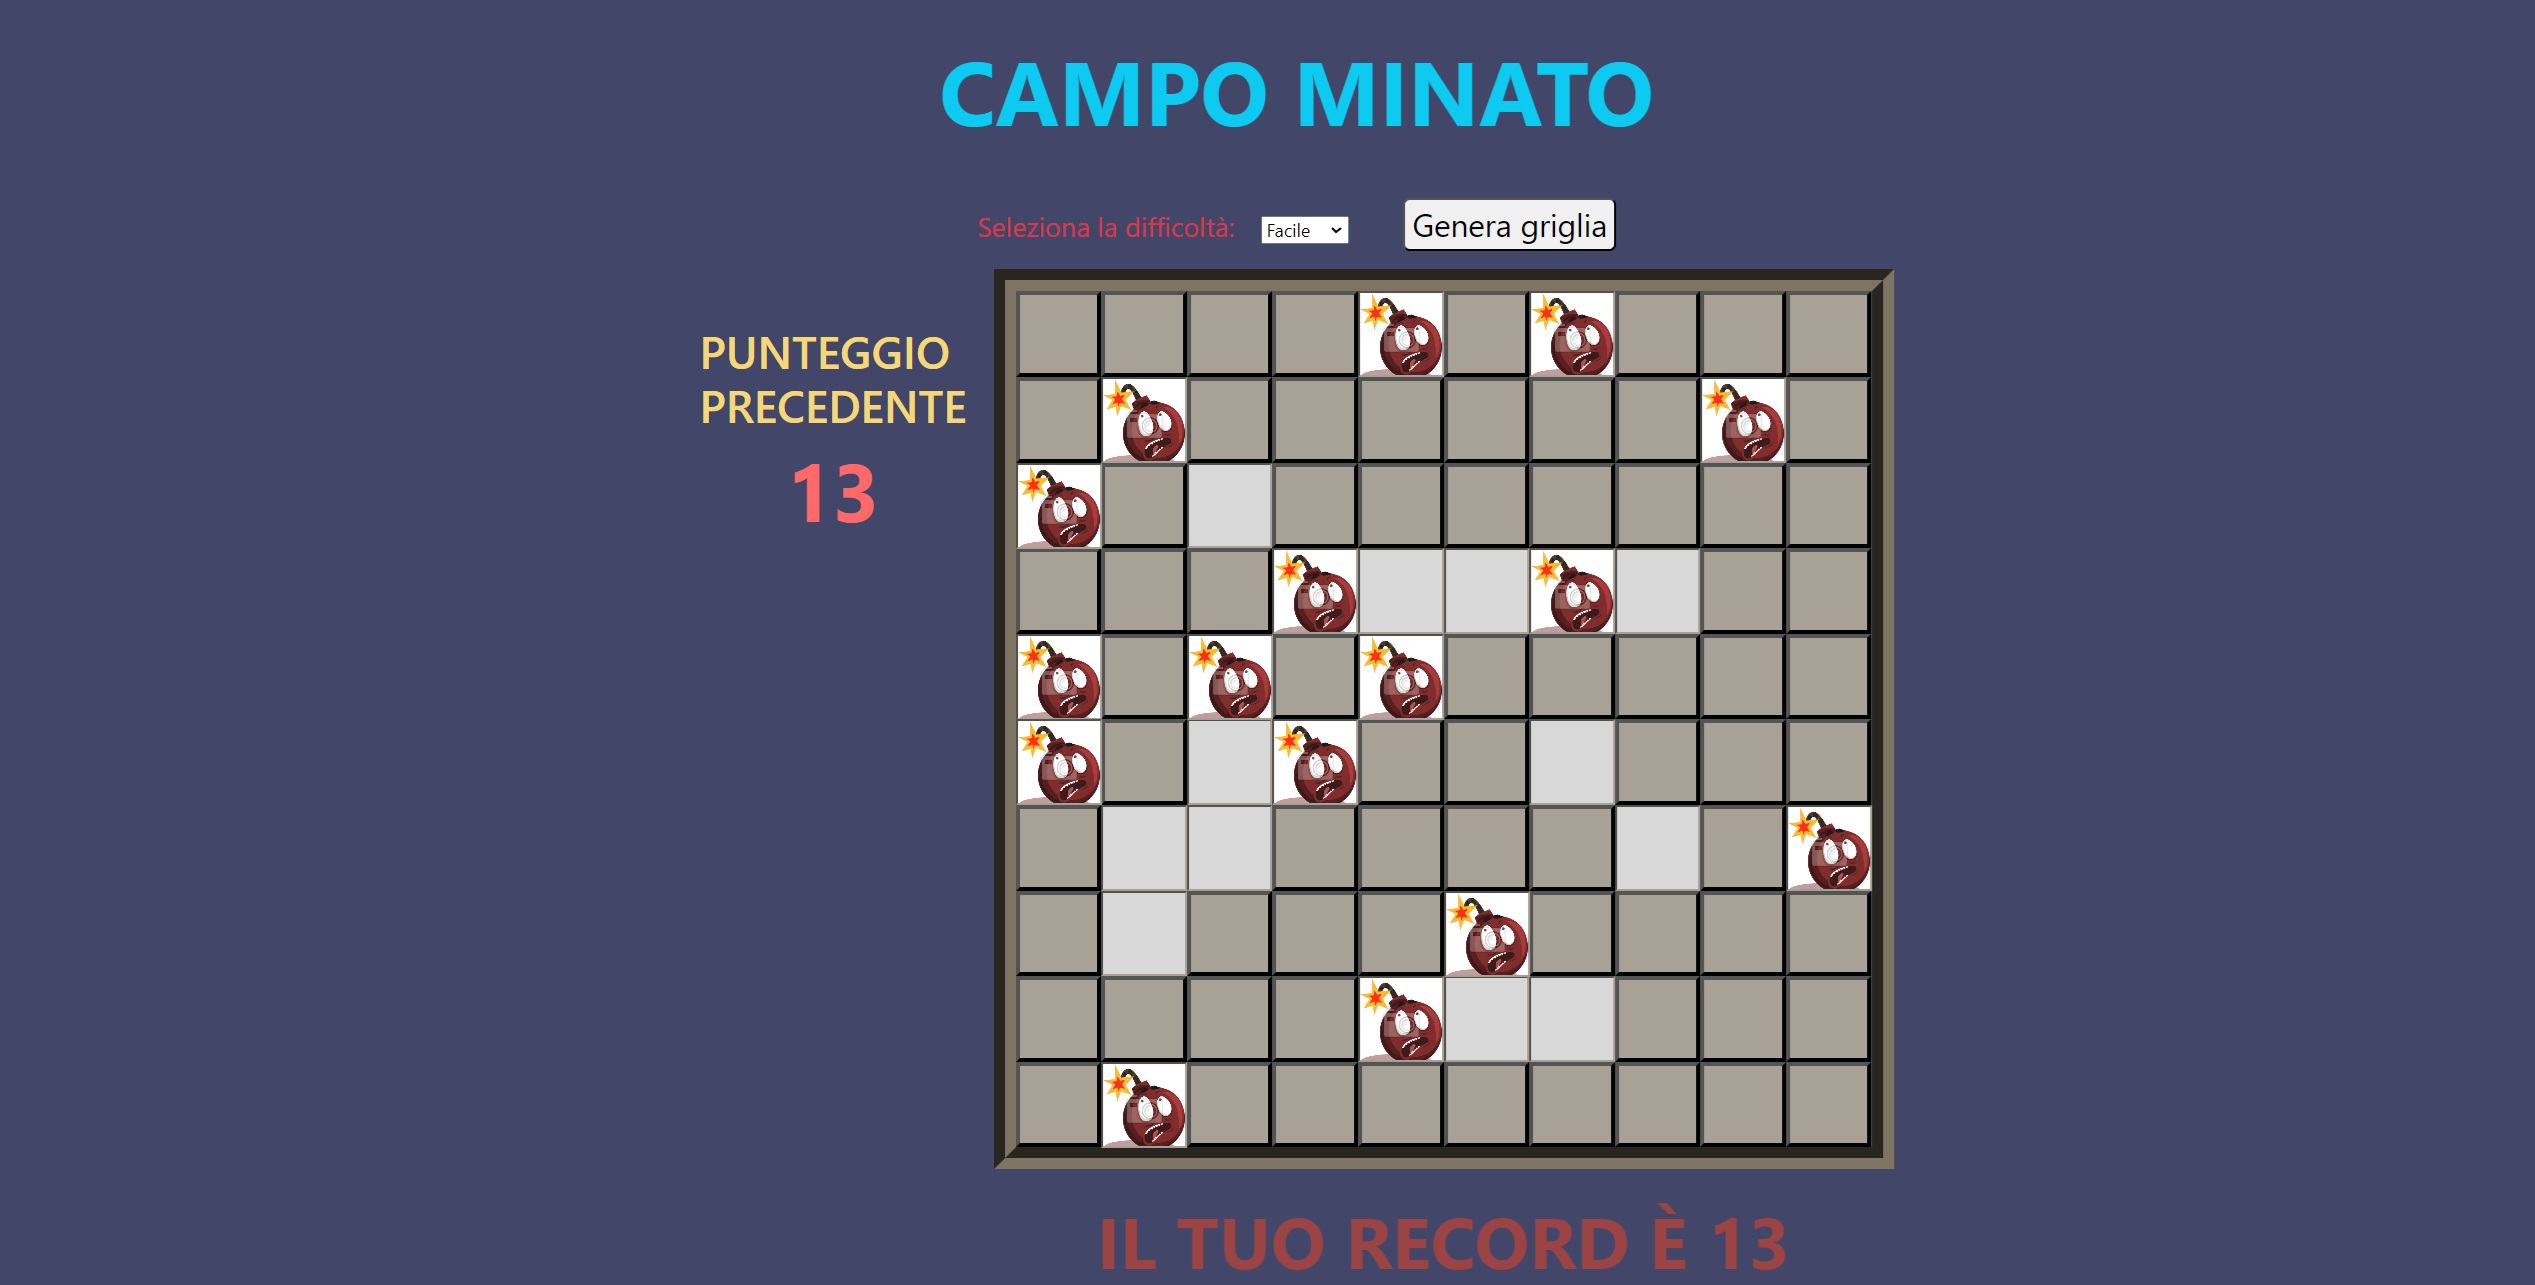 CAMPO MINATO
Seleziona la difficoltà: Facile Genera griglia
PUNTEGGIO
PRECEDENTE
13
IL TUO RECORD È 13